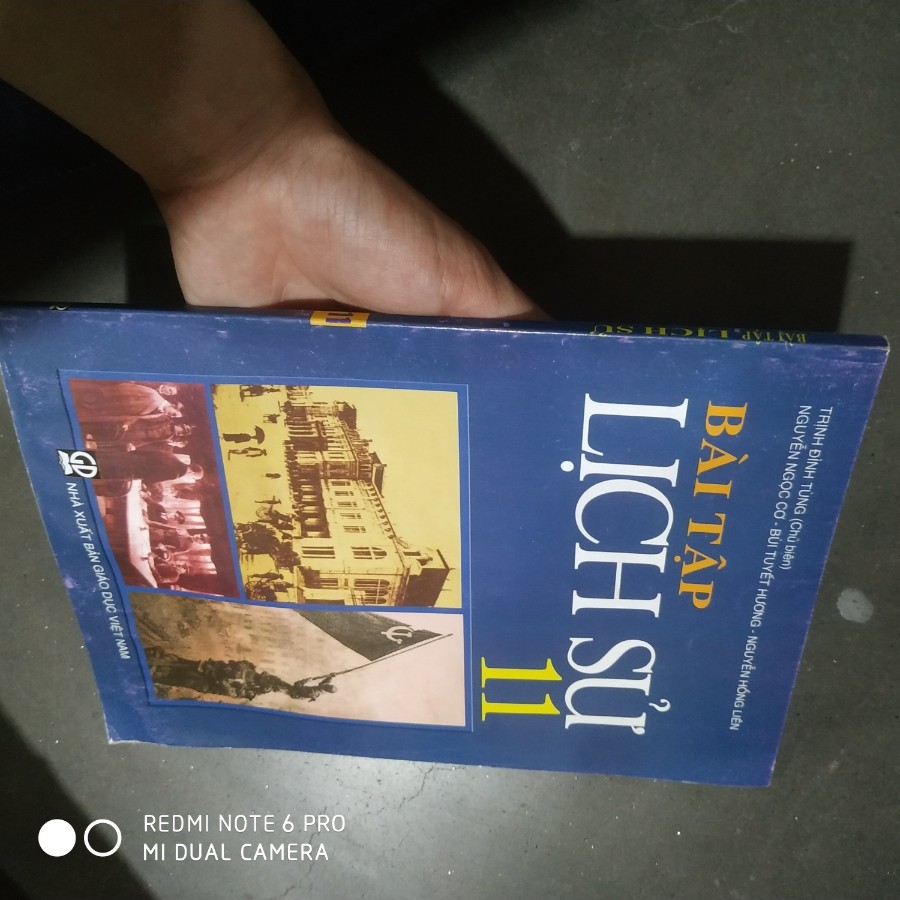 TRỊNH ĐÌNH TÙNG (Chủ biên)
NGUYỄN NGỌC CƠ - BÙI TUYẾT HƯƠNG - NGUYỄN HỒNG LIÊN
BÀI TẬP
LỊCH SỬ
11
GD
NHÀ XUẤT BẢN GIÁO DỤC VIỆT NAM
BÀI TẬP LỊCH SỬ
11
REDMI NOTE 6 PRO
MI DUAL CAMERA